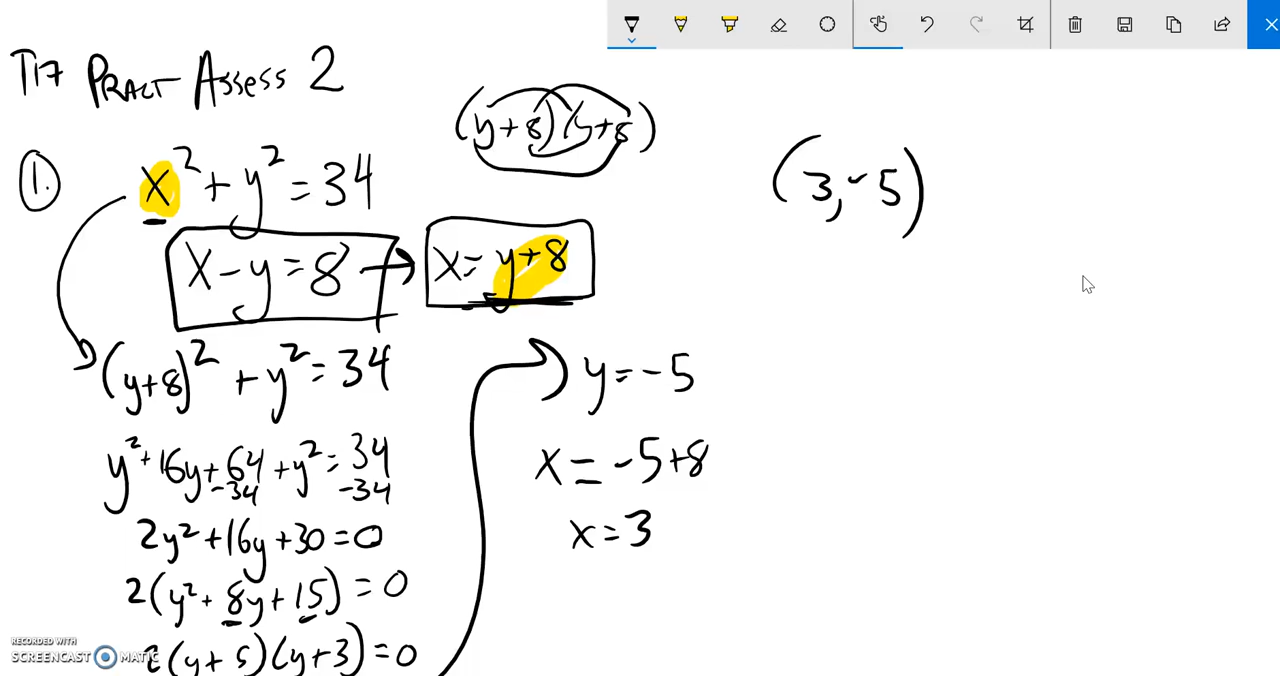 T17 PRACT ASSESS 2
(y+8)(y+8)
1. x²+y²=34
(3,-5)
x-y=8 → x=y+8
(y+8)²+y²=34
y=-5
y²+16y+64+y²=34
-34 -34
x=-5+8
2y²+16y+30=0
x=3
2(y²+8y+15)=0
2(y+5)(y+3)=0
RECORDED WITH
SCREENCAST MATIC